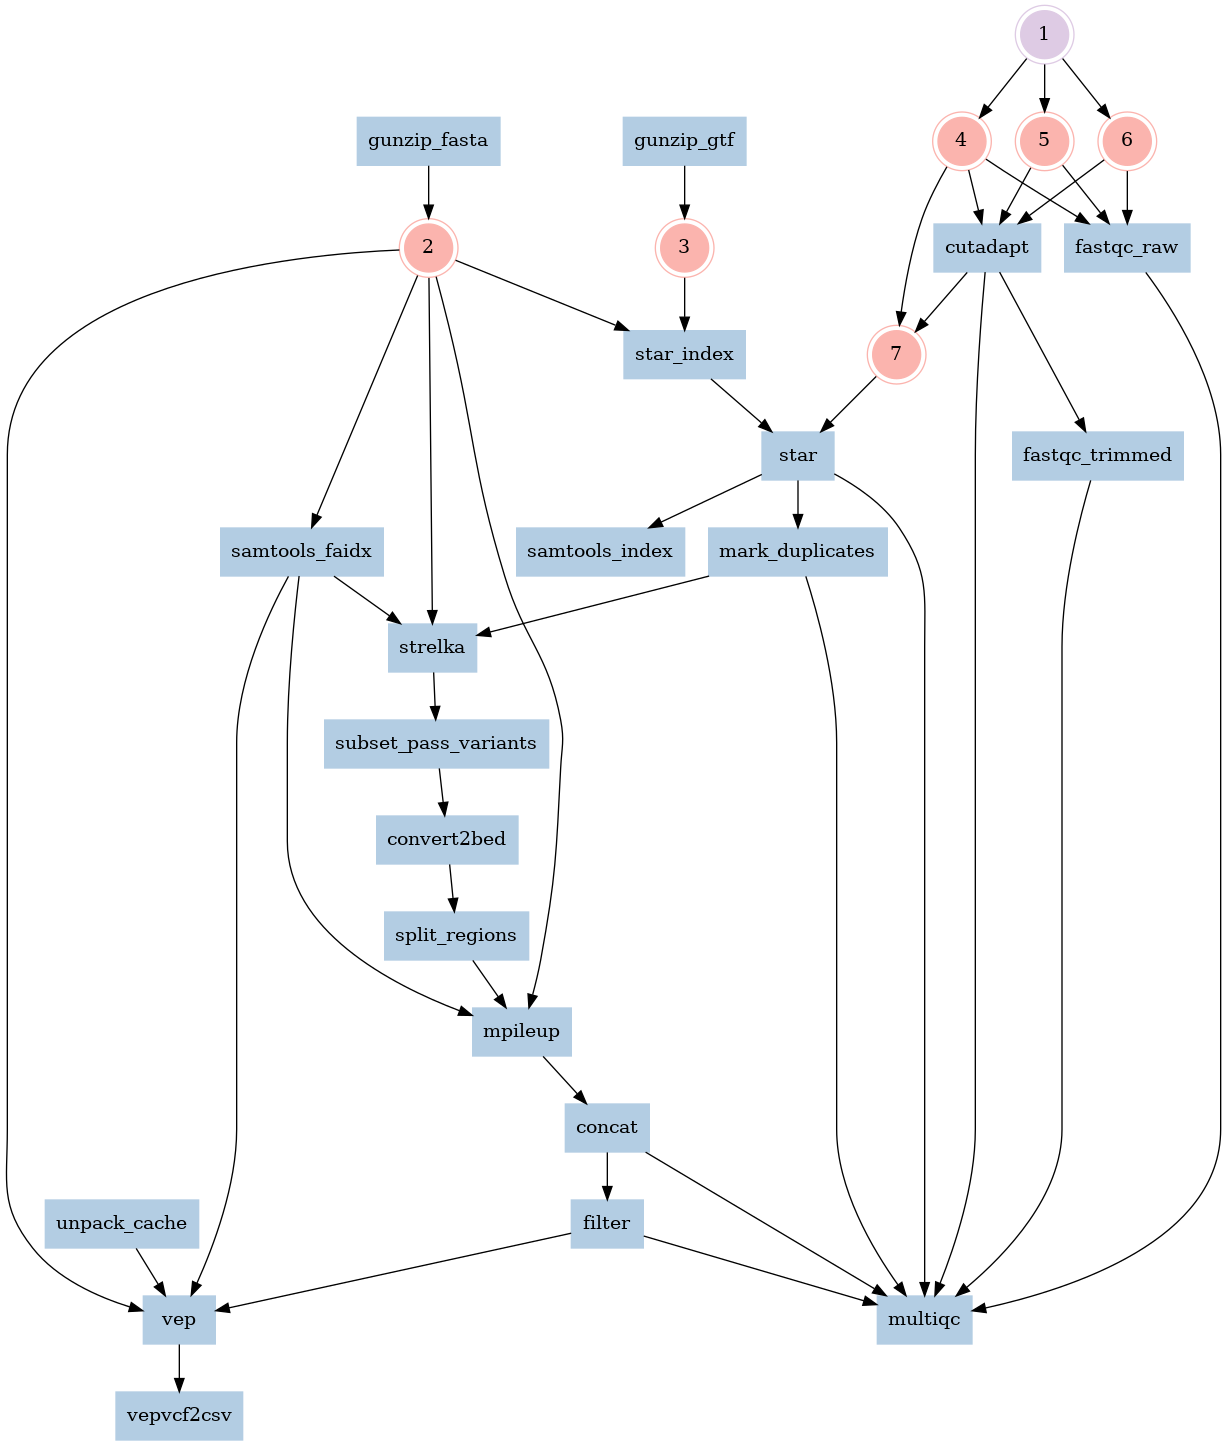 1
gunzip_fasta
gunzip_gtf
4
5
6
2
3
cutadapt
fastqc_raw
star_index
7
star
fastqc_trimmed
samtools_faidx
samtools_index
mark_duplicates
strelka
subset_pass_variants
convert2bed
split_regions
mpileup
concat
unpack_cache
filter
vep
multiqc
vepvcf2csv